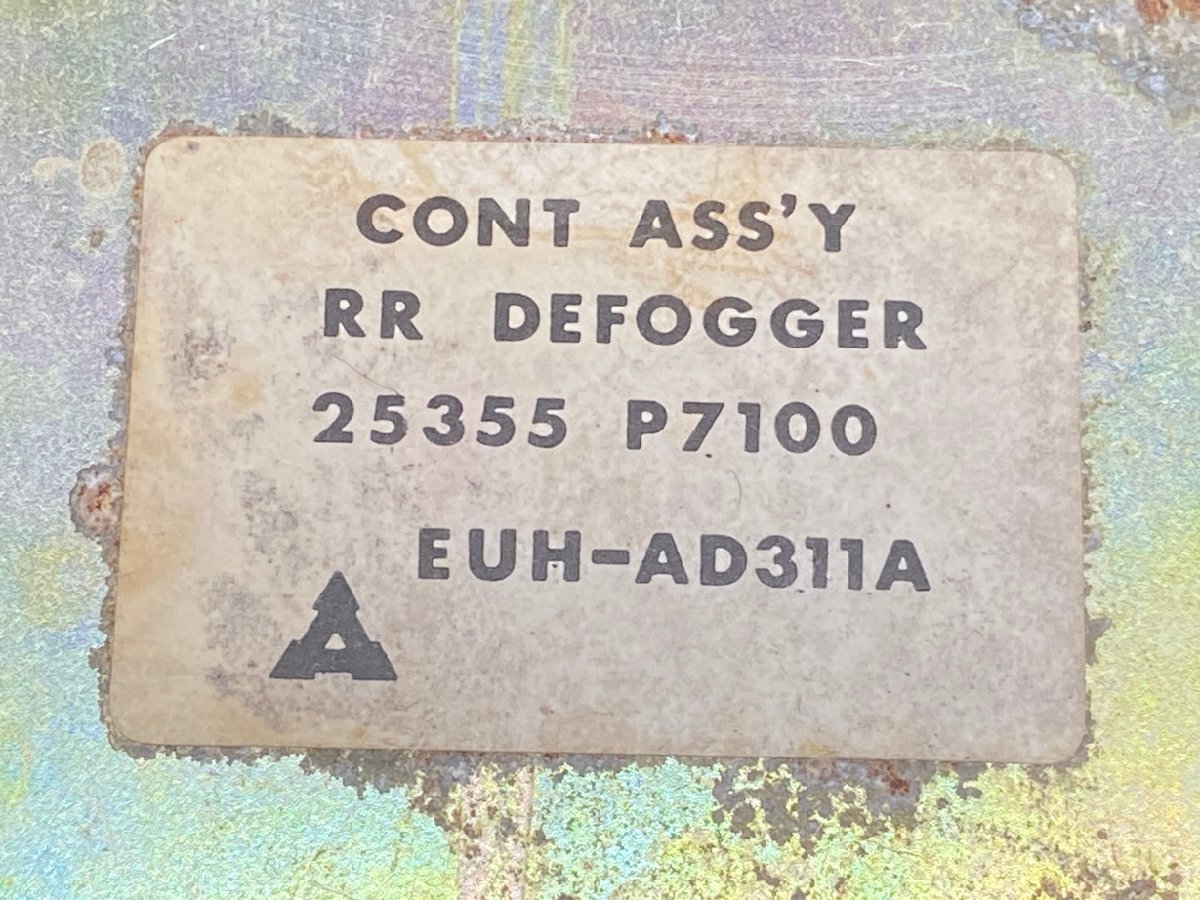 CONT ASS'Y
RR DEFOGGER
25355 P7100
EUH-AD311A